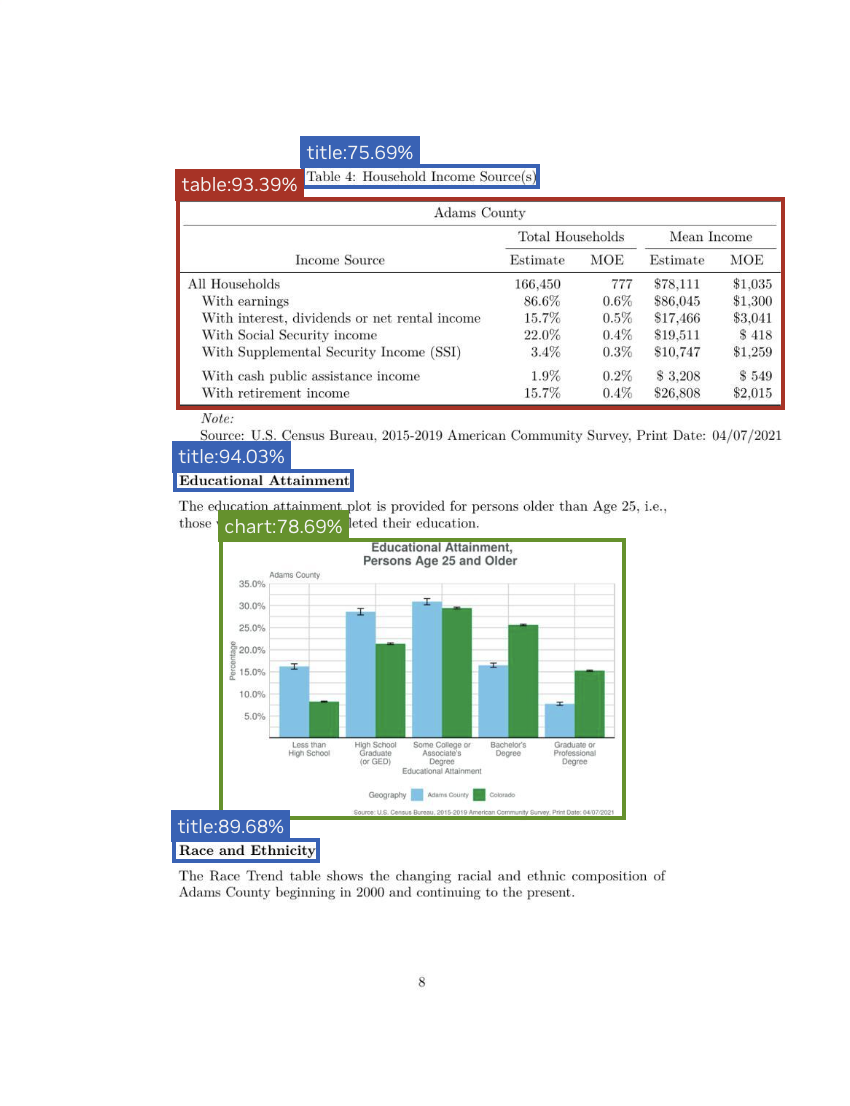 title:75.69%
Table 4: Household Income Source(s)
table:93.39%
Adams County
Total Households Mean Income
Income Source Estimate MOE Estimate MOE
All Households 166,450 777 $78,111 $1,035
With earnings 86.6% 0.6% $86,045 $1,300
With interest, dividends or net rental income 15.7% 0.5% $17,466 $3,041
With Social Security income 22.0% 0.4% $19,511 $ 418
With Supplemental Security Income (SSI) 3.4% 0.3% $10,747 $1,259
With cash public assistance income 1.9% 0.2% $ 3,208 $ 549
With retirement income 15.7% 0.4% $26,808 $2,015
Note:
Source: U.S. Census Bureau, 2015-2019 American Community Survey, Print Date: 04/07/2021
title:94.03%
Educational Attainment
The education attainment plot is provided for persons older than Age 25, i.e.,
those their education.
chart:78.69%
Educational Attainment,
Persons Age 25 and Older
Adams County
35.0%
30.0%
25.0%
20.0%
15.0%
10.0%
5.0%
Percentage
Less than
High School
High School
Graduate
(or GED)
Some College or
Associate's
Degree
Bachelor's
Degree
Graduate or
Professional
Degree
Educational Attainment
Geography Adams County Colorado
Source: U.S. Census Bureau, 2015-2019 American Community Survey, Print Date: 04/07/2021
title:89.68%
Race and Ethnicity
The Race Trend table shows the changing racial and ethnic composition of
Adams County beginning in 2000 and continuing to the present.
8